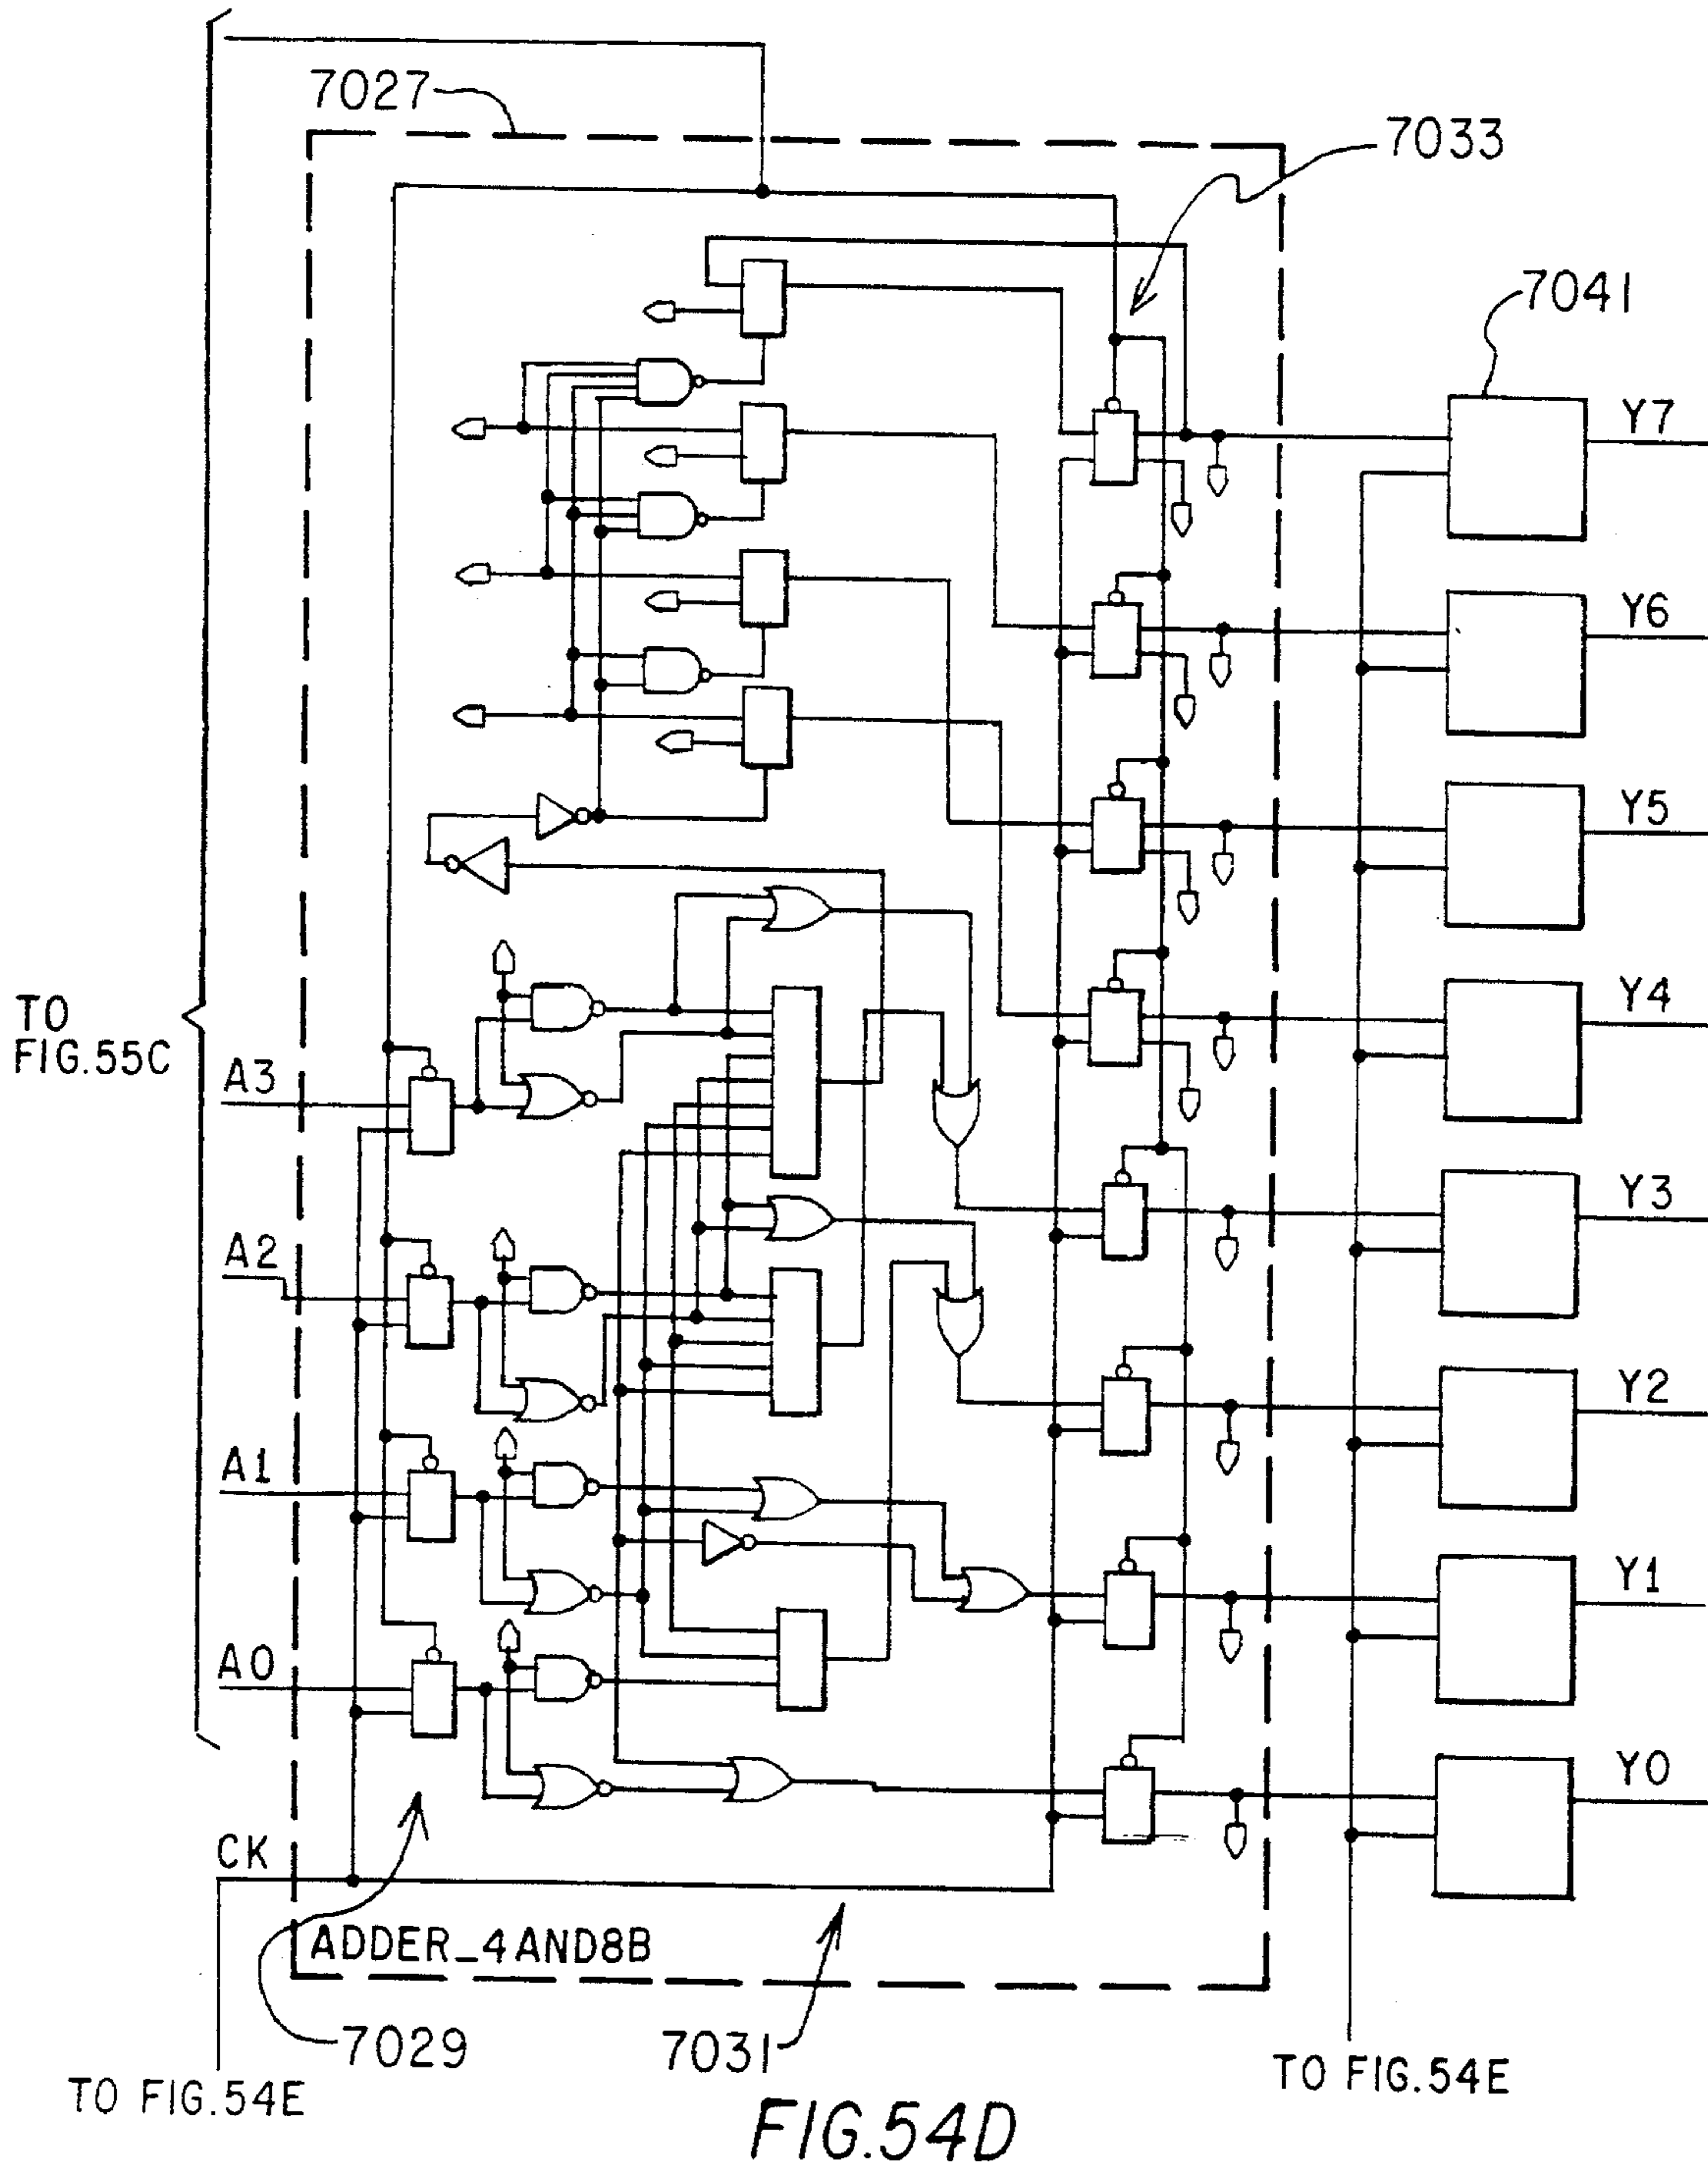 7027
7033
7041
Y7
Y6
Y5
Y4
TO
FIG.55C
A3
Y3
A2
Y2
A1
Y1
A0
Y0
CK
ADDER_4AND8B
7029
7031
TO FIG.54E
TO FIG.54E
FIG.54D